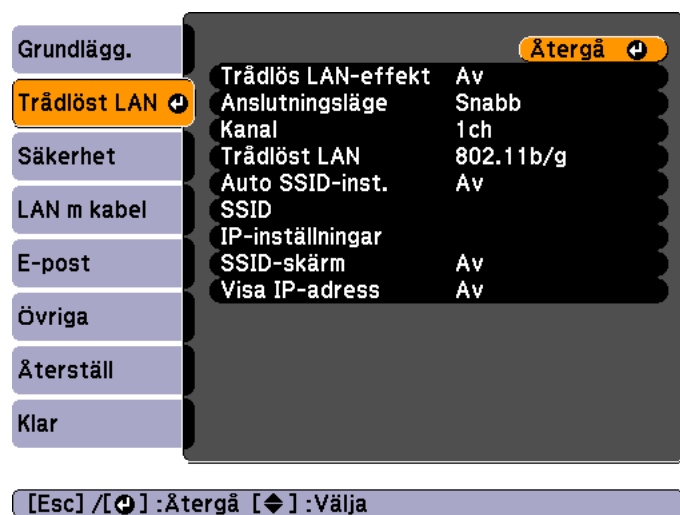 Grundlägg.
Trådlöst LAN
Säkerhet
LAN m kabel
E-post
Övriga
Återställ
Klar
Återgå
Trådlös LAN-effekt Av
Anslutningsläge Snabb
Kanal 1ch
Trådlöst LAN 802.11b/g
Auto SSID-inst. Av
SSID
IP-inställningar
SSID-skärm Av
Visa IP-adress Av
[Esc] /[⏎] :Återgå [◆] :Välja